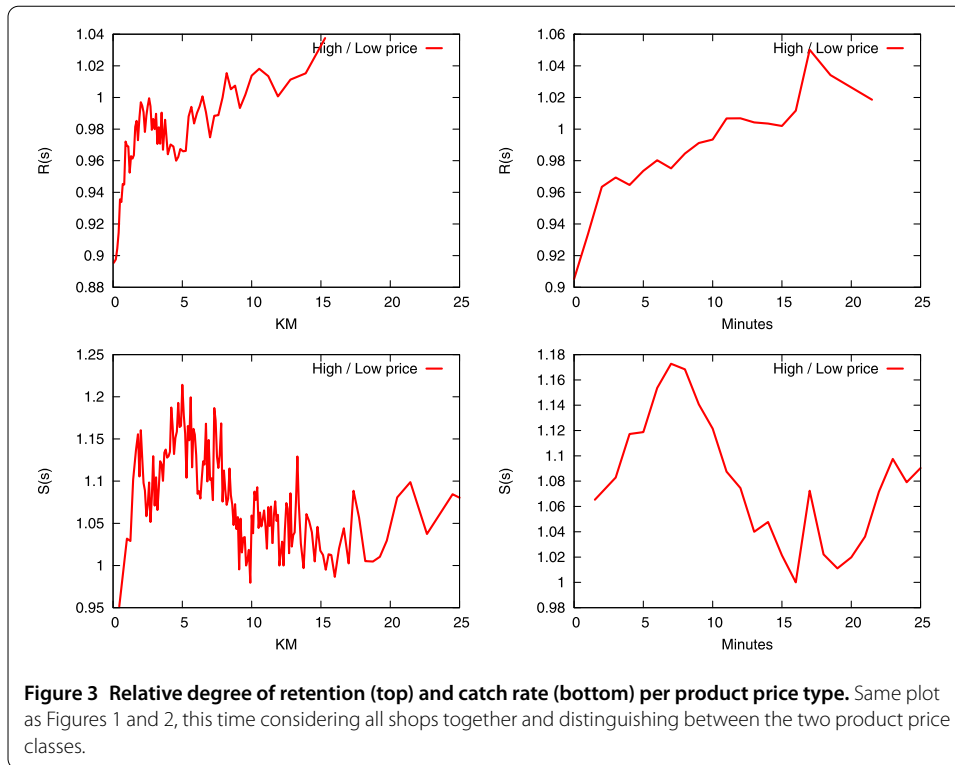 1.04
1.02
1
0.98
0.96
0.94
0.92
0.9
0.88
R(s)
High / Low price
0 5 10 15 20 25
KM
1.06
1.04
1.02
1
0.98
0.96
0.94
0.92
0.9
R(s)
High / Low price
0 5 10 15 20 25
Minutes
1.25
1.2
1.15
1.1
1.05
1
0.95
S(s)
High / Low price
0 5 10 15 20 25
KM
1.18
1.16
1.14
1.12
1.1
1.08
1.06
1.04
1.02
1
0.98
S(s)
High / Low price
0 5 10 15 20 25
Minutes
Figure 3 Relative degree of retention (top) and catch rate (bottom) per product price type. Same plot
as Figures 1 and 2, this time considering all shops together and distinguishing between the two product price
classes.